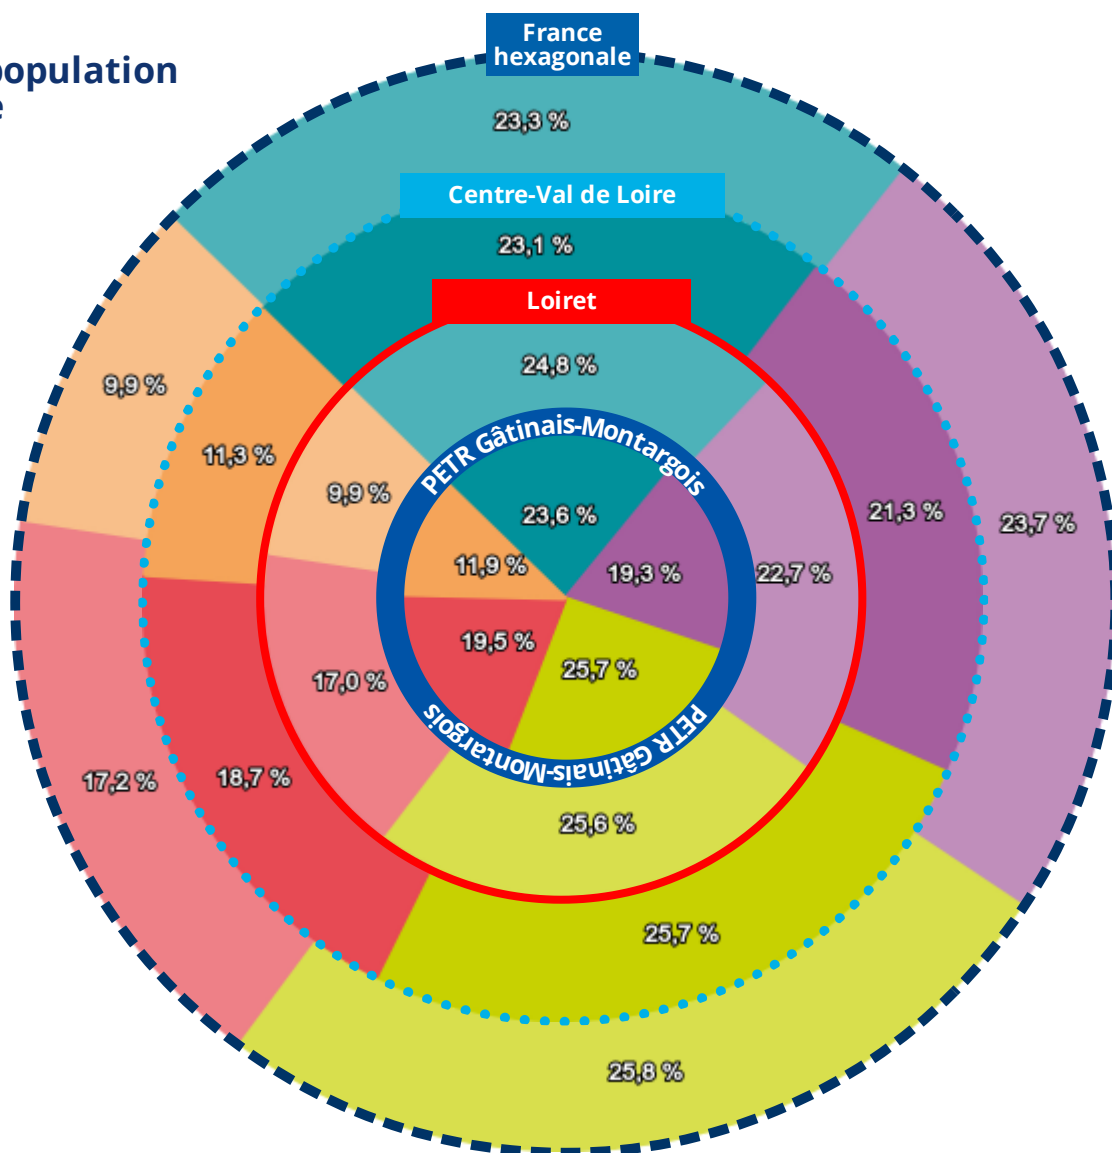 France
hexagonale
population
23,3 %
Centre-Val de Loire
23,1 %
Loiret
24,8 %
9,9 %
PETR Gâtinais-Montargois
11,3 %
9,9 %
23,6 %
21,3 %
23,7 %
11,9 %
19,3 %
22,7 %
19,5 %
25,7 %
17,0 %
PETR Gâtinais-Montargois
17,2 %
18,7 %
25,6 %
25,7 %
25,8 %